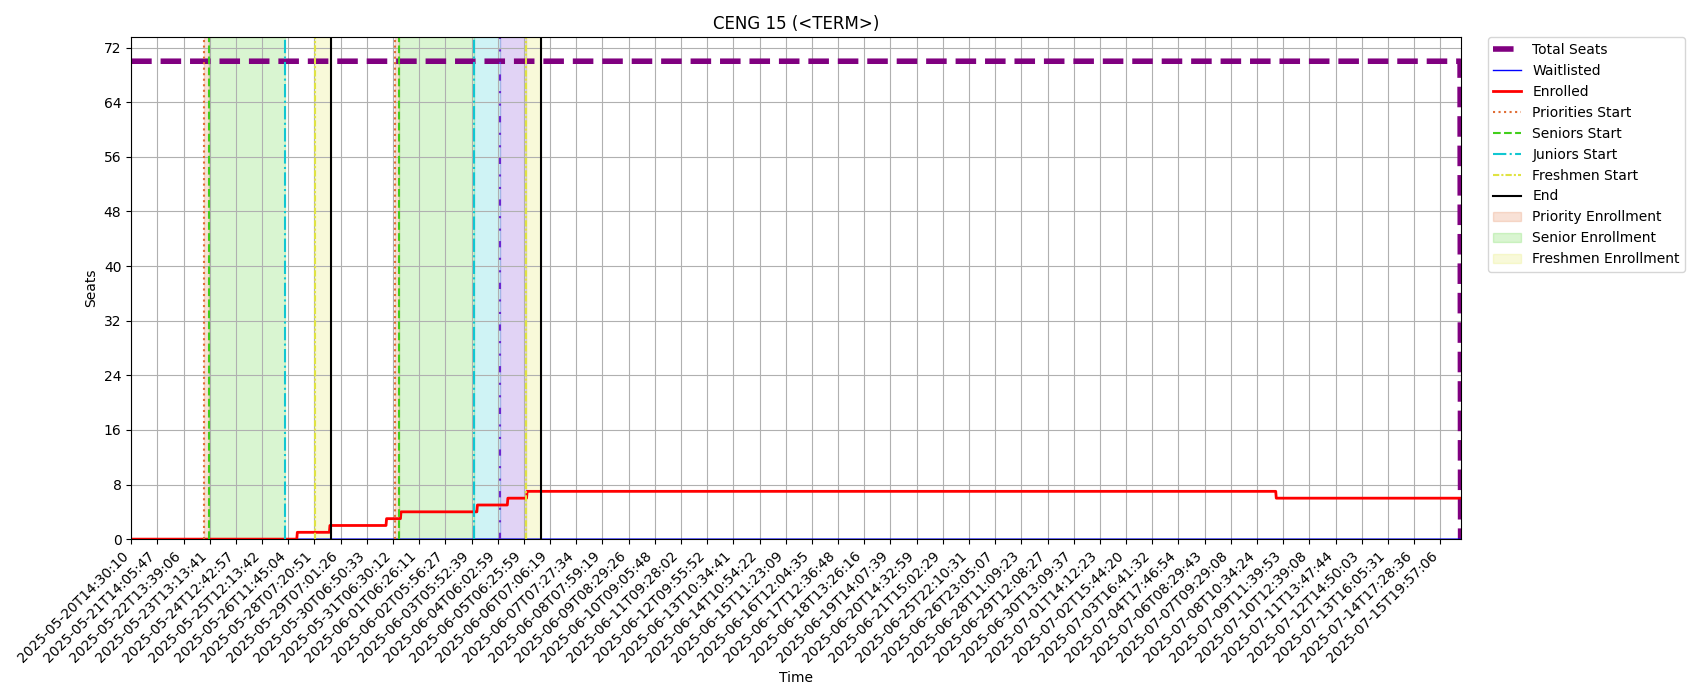 CENG 15 (<TERM>)
Total Seats
Waitlisted
Enrolled
Priorities Start
Seniors Start
Juniors Start
Freshmen Start
End
Priority Enrollment
Senior Enrollment
Freshmen Enrollment
Seats
72
64
56
48
40
32
24
16
8
0
2025-05-20T14:30:10
2025-05-21T14:05:47
2025-05-22T13:39:06
2025-05-23T13:13:41
2025-05-24T12:42:57
2025-05-25T12:13:42
2025-05-26T11:45:04
2025-05-28T07:20:51
2025-05-29T07:01:26
2025-05-30T06:50:33
2025-05-31T06:30:12
2025-06-01T06:26:11
2025-06-02T05:56:27
2025-06-03T05:52:39
2025-06-04T06:02:59
2025-06-05T06:25:59
2025-06-06T07:06:19
2025-06-07T07:27:34
2025-06-08T07:59:19
2025-06-09T08:29:26
2025-06-10T09:05:48
2025-06-11T09:28:02
2025-06-12T09:55:52
2025-06-13T10:34:41
2025-06-14T10:54:22
2025-06-15T11:23:09
2025-06-16T12:04:35
2025-06-17T12:36:48
2025-06-18T13:26:16
2025-06-19T14:07:39
2025-06-20T14:32:59
2025-06-21T15:02:29
2025-06-25T22:10:31
2025-06-26T23:05:07
2025-06-28T11:09:23
2025-06-29T12:08:27
2025-06-30T13:09:37
2025-07-01T14:12:23
2025-07-02T15:44:20
2025-07-03T16:41:32
2025-07-04T17:46:54
2025-07-06T08:29:43
2025-07-07T09:29:08
2025-07-08T10:34:24
2025-07-09T11:39:53
2025-07-10T12:39:08
2025-07-11T13:47:44
2025-07-12T14:50:03
2025-07-13T16:05:31
2025-07-14T17:28:36
2025-07-15T19:57:06
Time